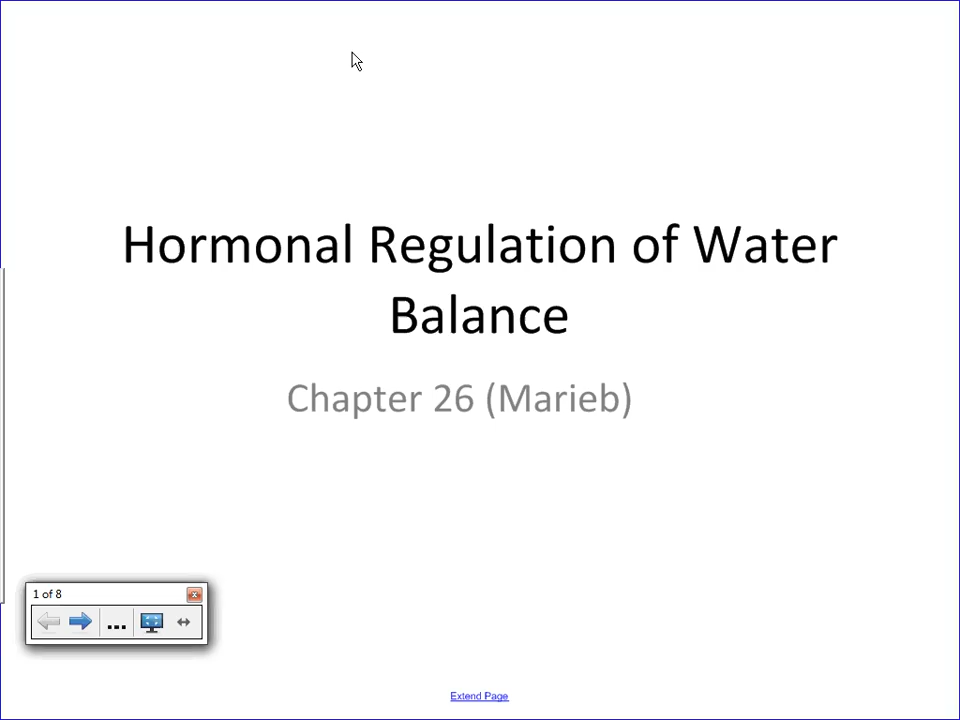 Hormonal Regulation of Water
Balance
Chapter 26 (Marieb)
1 of 8
...
Extend Page